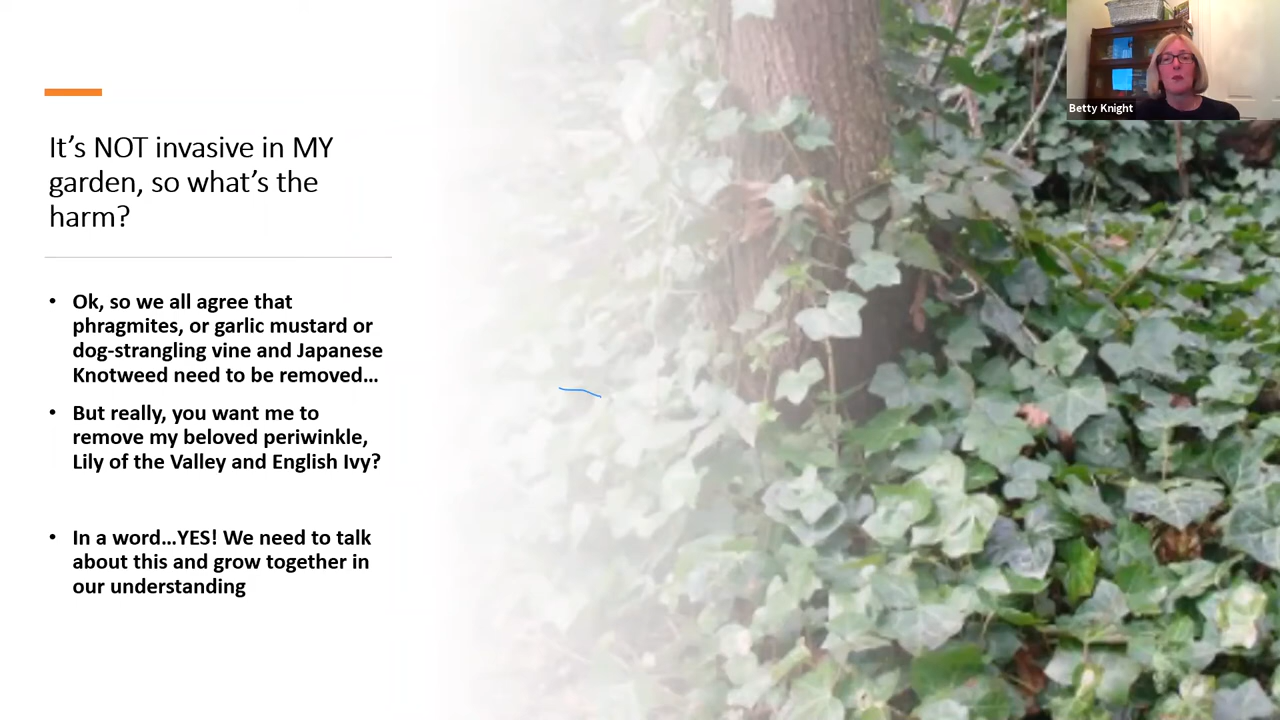 It’s NOT invasive in MY
garden, so what’s the
harm?
• Ok, so we all agree that
phragmites, or garlic mustard or
dog-strangling vine and Japanese
Knotweed need to be removed…
• But really, you want me to
remove my beloved periwinkle,
Lily of the Valley and English Ivy?
• In a word…YES! We need to talk
about this and grow together in
our understanding
Betty Knight